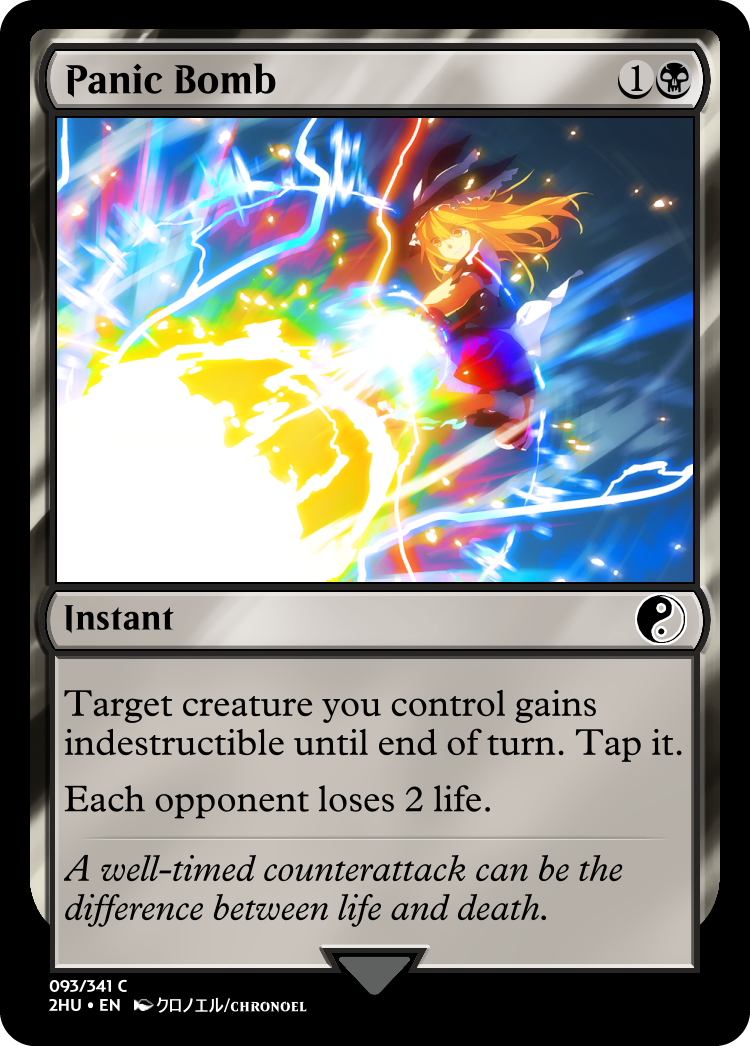 Panic Bomb 1
Instant
Target creature you control gains
indestructible until end of turn. Tap it.
Each opponent loses 2 life.
A well-timed counterattack can be the
difference between life and death.
093/341 C
2HU • EN クロノエル/CHRONOEL